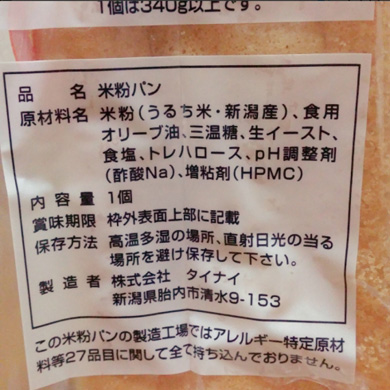 1個は340g以上です。
品名 米粉パン
原材料名 米粉(うるち米・新潟産)、食用
オリーブ油、三温糖、生イースト、
食塩、トレハロース、pH調整剤
(酢酸Na)、増粘剤(HPMC)
内容量 1個
賞味期限 枠外表面上部に記載
保存方法 高温多湿の場所、直射日光の当る
場所を避け保存して下さい。
製造者 株式会社 タイナイ
新潟県胎内市清水9-153
この米粉パンの製造工場ではアレルギー特定原材
料等27品目に関して全て持ち込んでおりません。